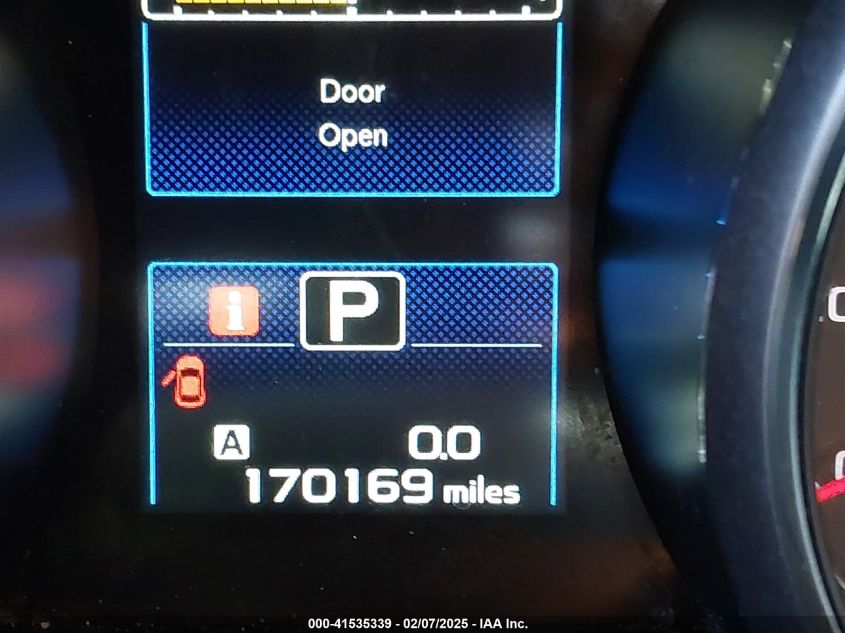 Door
Open
i
P
A 0.0
170169 miles
000-41535339 - 02/07/2025 - IAA Inc.